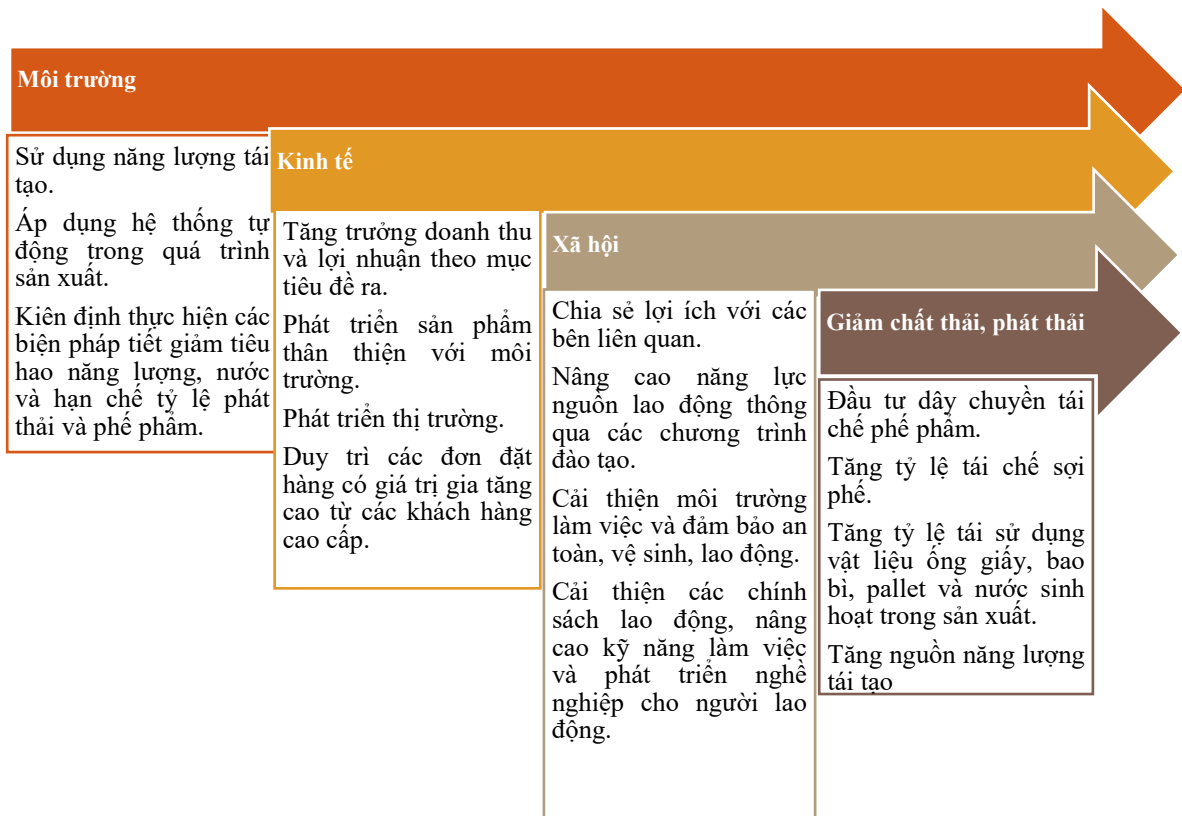 Môi trường
Sử dụng năng lượng tái
tạo.
Áp dụng hệ thống tự
động trong quá trình
sản xuất.
Kiên định thực hiện các
biện pháp tiết giảm tiêu
hao năng lượng, nước
và hạn chế tỷ lệ phát
thải và phế phẩm.
Kinh tế
Tăng trưởng doanh thu
và lợi nhuận theo mục
tiêu đề ra.
Phát triển sản phẩm
thân thiện với môi
trường.
Phát triển thị trường.
Duy trì các đơn đặt
hàng có giá trị gia tăng
cao từ các khách hàng
cao cấp.
Xã hội
Chia sẻ lợi ích với các
bên liên quan.
Nâng cao năng lực
nguồn lao động thông
qua các chương trình
đào tạo.
Cải thiện môi trường
làm việc và đảm bảo an
toàn, vệ sinh, lao động.
Cải thiện các chính
sách lao động, nâng
cao kỹ năng làm việc
và phát triển nghề
nghiệp cho người lao
động.
Giảm chất thải, phát thải
Đầu tư dây chuyền tái
chế phế phẩm.
Tăng tỷ lệ tái chế sợi
phế.
Tăng tỷ lệ tái sử dụng
vật liệu ống giấy, bao
bì, pallet và nước sinh
hoạt trong sản xuất.
Tăng nguồn năng lượng
tái tạo